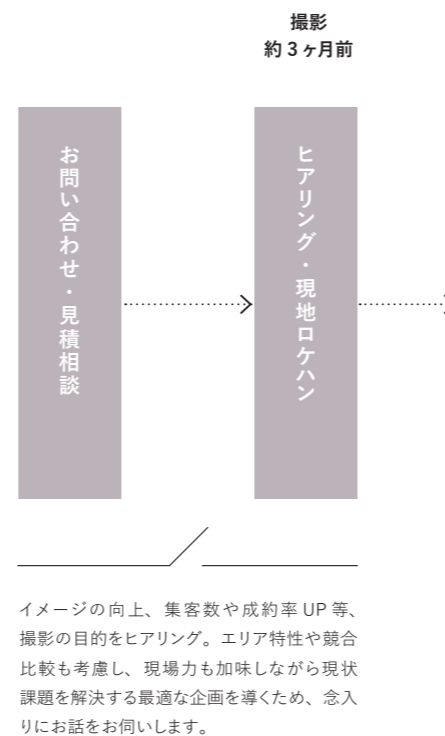 撮影
約3ヶ月前
お問い合わせ・見積相談
ヒアリング・現地ロケハン
イメージの向上、集客数や成約率UP等、
撮影の目的をヒアリング。エリア特性や競合
比較も考慮し、現場力も加味しながら現状
課題を解決する最適な企画を導くため、念入
りにお話をお伺いします。